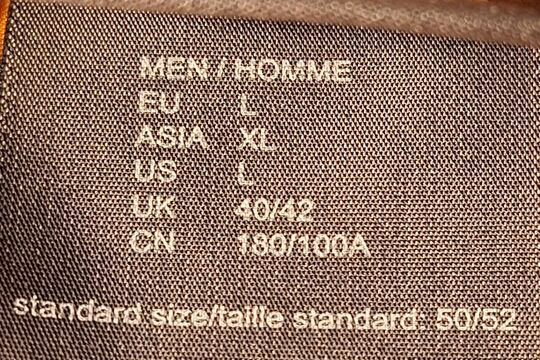 MEN / HOMME
EU L
ASIA XL
US L
UK 40/42
CN 180/100A
standard size/taille standard: 50/52